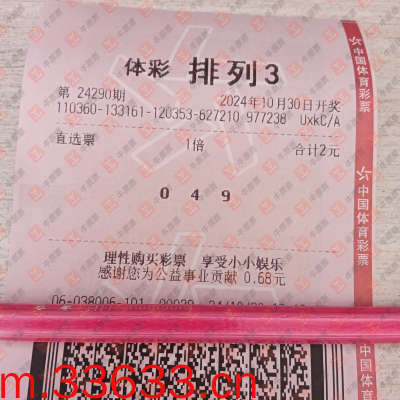 体彩 排列3
第 24290期 2024年10月30日开奖
110360-133161-120353-627210 977238 UxkC/A
直选票 1倍 合计2元
0 4 9
理性购买彩票 享受小小娱乐
感谢您为公益事业贡献 0.68元
06-038006-101
中国体育彩票
中国体育彩票
m.33633.cn